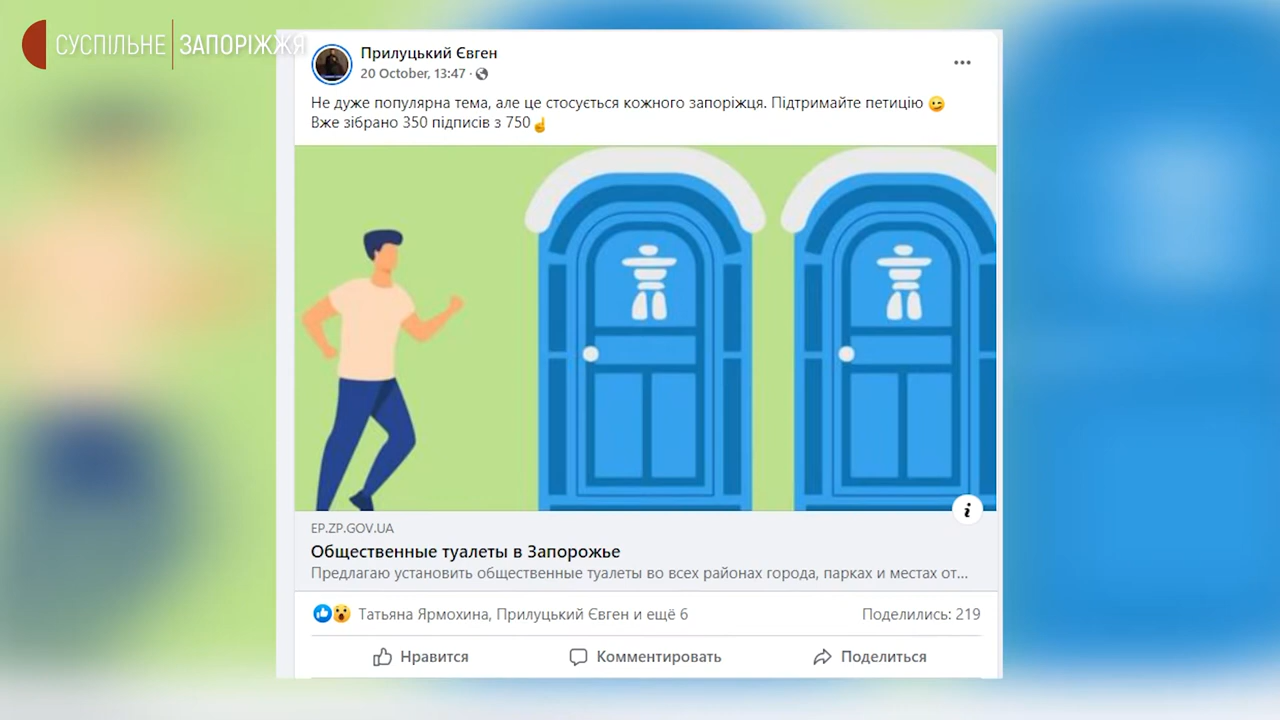 СУСПІЛЬНЕ ЗАПОРІЖЖЯ
Прилуцький Євген
20 October, 13:47 ·
Не дуже популярна тема, але це стосується кожного запоріжця. Підтримайте петицію 😉
Вже зібрано 350 підписів з 750☝
i
EP.ZP.GOV.UA
Общественные туалеты в Запорожье
Предлагаю установить общественные туалеты во всех районах города, парках и местах от...
Татьяна Ярмохина, Прилуцький Євген и ещё 6
Поделились: 219
Нравится
Комментировать
Поделиться